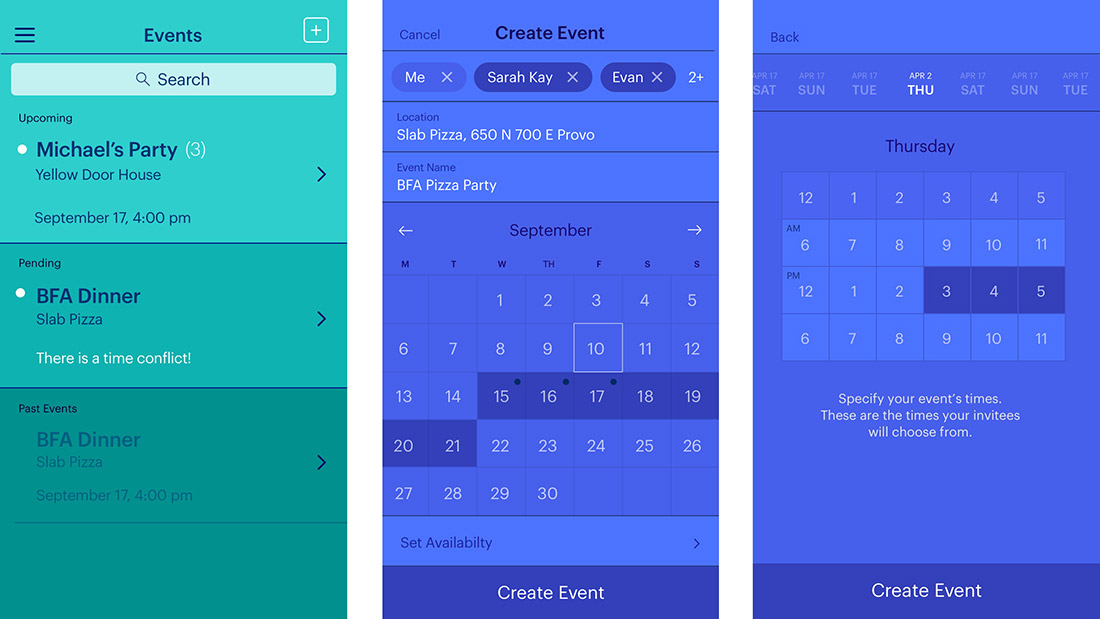 Events
+
Search
Upcoming
Michael’s Party (3)
Yellow Door House
September 17, 4:00 pm
Pending
BFA Dinner
Slab Pizza
There is a time conflict!
Past Events
BFA Dinner
Slab Pizza
September 17, 4:00 pm
Cancel Create Event
Me Sarah Kay Evan 2+
Location
Slab Pizza, 650 N 700 E Provo
Event Name
BFA Pizza Party
September
M T W TH F S S
1 2 3 4 5
6 7 8 9 10 11 12
13 14 15 16 17 18 19
20 21 22 23 24 25 26
27 28 29 30
Set Availabilty
Create Event
Back
APR 17 APR 17 APR 17 APR 2 APR 17 APR 17 APR 17
SAT SUN TUE THU SAT SUN TUE
Thursday
12 1 2 3 4 5
AM
6 7 8 9 10 11
PM
12 1 2 3 4 5
6 7 8 9 10 11
Specify your event’s times.
These are the times your invitees
will choose from.
Create Event